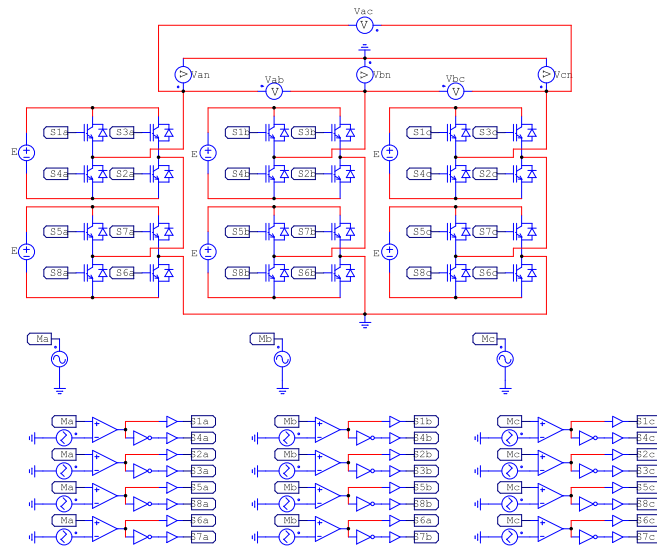 Vac
V
Van
Vbn
Vcn
Vab
Vbc
V
V
V
V
V
S1a
S3a
S1b
S3b
S1c
S3c
E
E
E
S4a
S2a
S4b
S2b
S4c
S2c
S5a
S7a
S5b
S7b
S5c
S7c
E
E
E
S8a
S6a
S8b
S6b
S8c
S6c
Ma
Mb
Mc
Ma
S1a
Mb
S1b
Mc
S1c
S4a
S4b
S4c
Ma
S2a
Mb
S2b
Mc
S2c
S3a
S3b
S3c
Ma
S5a
Mb
S5b
Mc
S5c
S8a
S8b
S8c
Ma
S6a
Mb
S6a
Mc
S6c
S7a
S7b
S7c